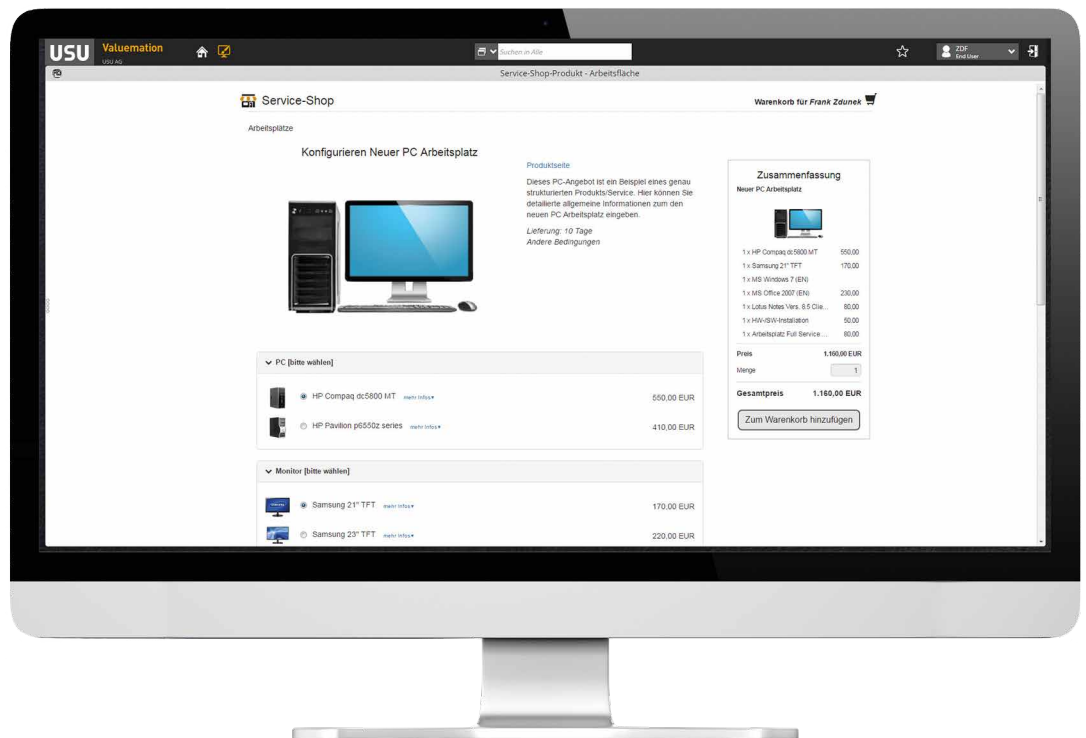 USU
Valuemation
USU AG
Suchen in Alle
ZDF
End User
Service-Shop-Produkt - Arbeitsfläche
Service-Shop
Warenkorb für Frank Zdunek
Arbeitsplätze
Konfigurieren Neuer PC Arbeitsplatz
Produktseite
Dieses PC-Angebot ist ein Beispiel eines genau
strukturierten Produkts/Service. Hier können Sie
detailierte allgemeine Informationen zum den
neuen PC Arbeitsplatz eingeben.
Lieferung: 10 Tage
Andere Bedingungen
PC [bitte wählen]
HP Compaq dc5800 MT mehr Infos
550,00 EUR
HP Pavilion p6550z series mehr Infos
410,00 EUR
Monitor [bitte wählen]
Samsung 21" TFT mehr Infos
170,00 EUR
Samsung 23" TFT mehr Infos
220,00 EUR
Zusammenfassung
Neuer PC Arbeitsplatz
1 x HP Compaq dc5800 MT 550,00
1 x Samsung 21" TFT 170,00
1 x MS Windows 7 (EN)
1 x MS Office 2007 (EN) 230,00
1 x Lotus Notes Vers. 8.5 Clie... 80,00
1 x HW-/SW-Installation 50,00
1 x Arbeitsplatz Full Service ... 80,00
Preis 1.160,00 EUR
Menge 1
Gesamtpreis 1.160,00 EUR
Zum Warenkorb hinzufügen